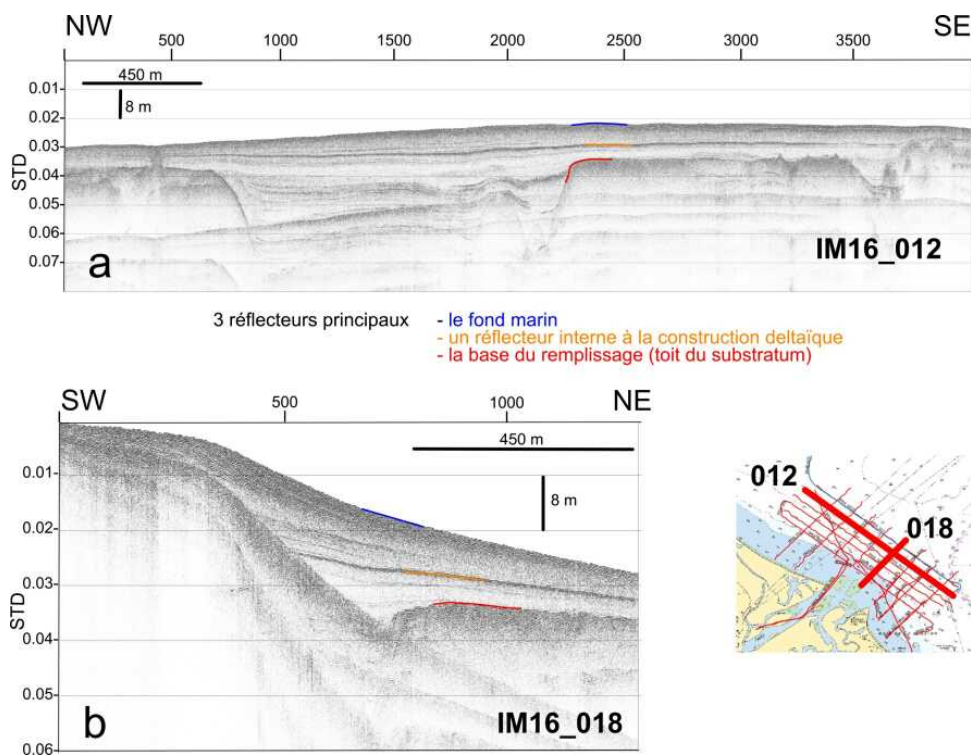 NW SE
500 1000 1500 2000 2500 3000 3500
450 m
0.01
8 m
0.02
0.03
STD
0.04
0.05
0.06
0.07
a
IM16_012
3 réflecteurs principaux - le fond marin
- un réflecteur interne à la construction deltaïque
- la base du remplissage (toit du substratum)
SW NE
500 1000
450 m
0.01
8 m
0.02
0.03
STD
0.04
0.05
0.06
b
IM16_018
012
018